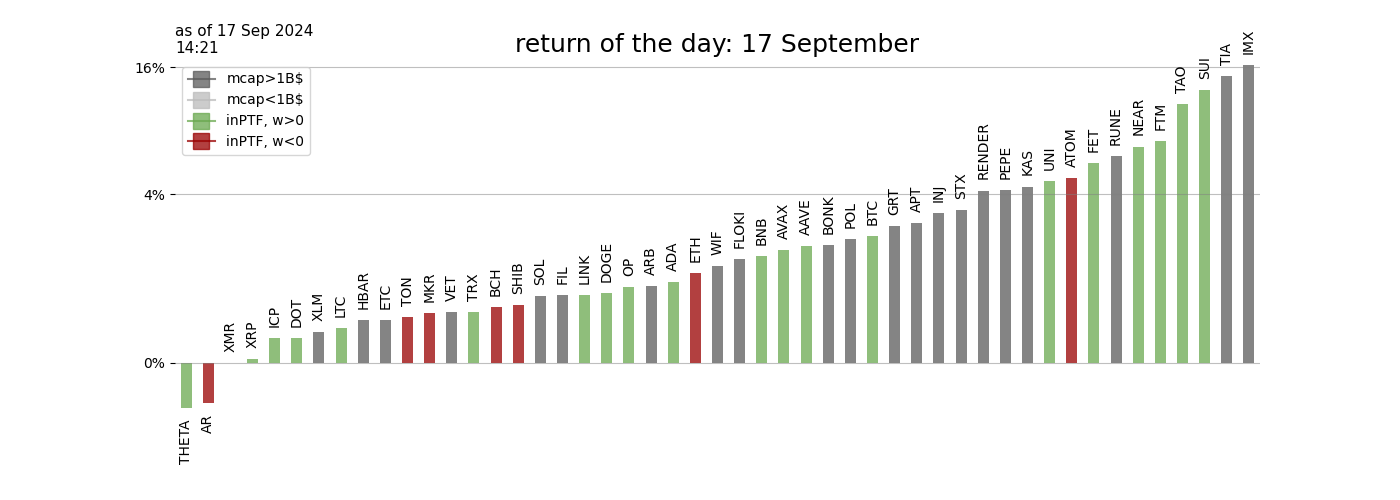 as of 17 Sep 2024
14:21
return of the day: 17 September
16%
4%
0%
mcap>1B$
mcap<1B$
inPTF, w>0
inPTF, w<0
THETA
AR
XMR
XRP
ICP
DOT
XLM
LTC
HBAR
ETC
TON
MKR
VET
TRX
BCH
SHIB
SOL
FIL
LINK
DOGE
OP
ARB
ADA
ETH
WIF
FLOKI
BNB
AVAX
AAVE
BONK
POL
BTC
GRT
APT
INJ
STX
RENDER
PEPE
KAS
UNI
ATOM
FET
RUNE
NEAR
FTM
TAO
SUI
TIA
IMX